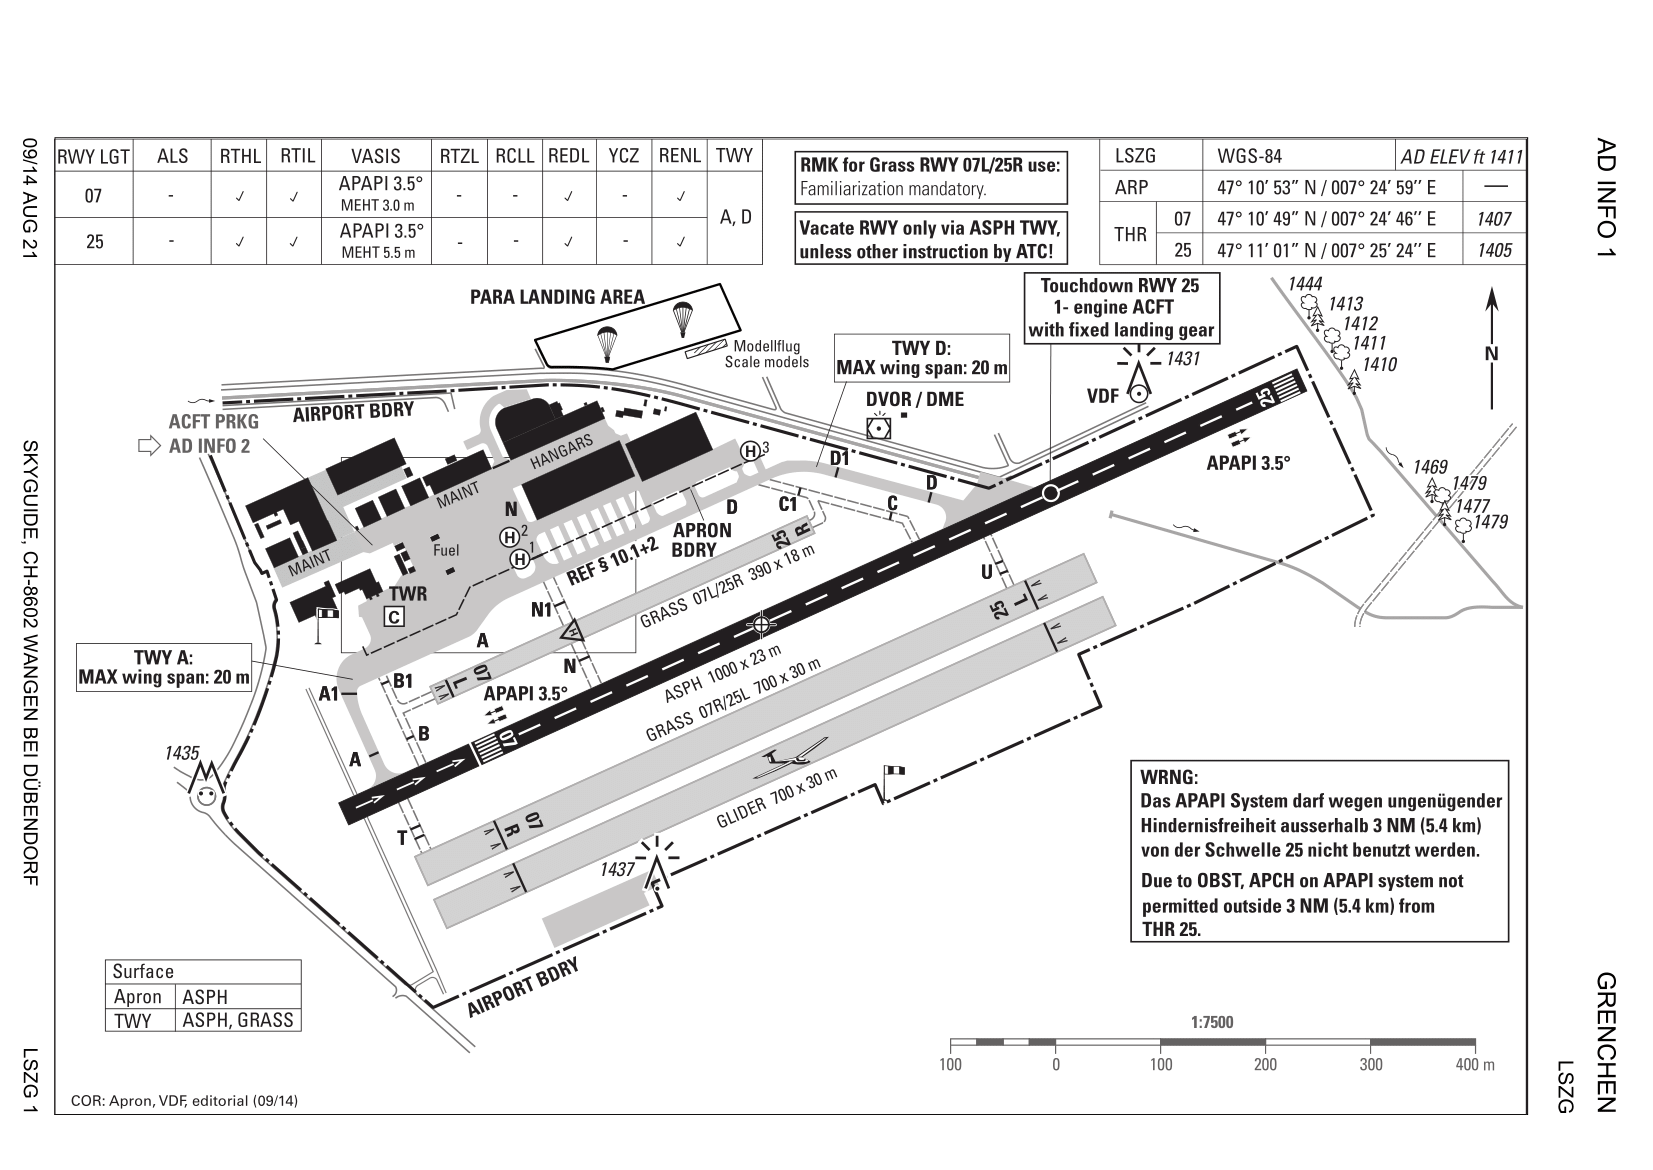 RWY LGT ALS RTHL RTIL VASIS RTZL RCLL REDL YCZ RENL TWY
07 - ✓ ✓ APAPI 3.5° MEHT 3.0 m - - ✓ - ✓ A, D
25 - ✓ ✓ APAPI 3.5° MEHT 5.5 m - - ✓ - ✓
RMK for Grass RWY 07L/25R use:
Familiarization mandatory.
Vacate RWY only via ASPH TWY,
unless other instruction by ATC!
LSZG WGS-84 AD ELEV ft 1411
ARP 47° 10′ 53″ N / 007° 24′ 59″ E —
THR 07 47° 10′ 49″ N / 007° 24′ 46″ E 1407
25 47° 11′ 01″ N / 007° 25′ 24″ E 1405
PARA LANDING AREA
Modellflug
Scale models
Touchdown RWY 25
1- engine ACFT
with fixed landing gear
TWY D:
MAX wing span: 20 m
DVOR / DME
VDF
1431
1444
1413
1412
1411
1410
N
1469
1479
1477
1479
AIRPORT BDRY
ACFT PRKG
AD INFO 2
HANGARS
MAINT
MAINT
Fuel
TWR
C
N
H 2
H 1
H 3
D1
D
D
C1
C
APRON
BDRY
REF § 10.1+2
25 R
GRASS 07L/25R 390 x 18 m
25
APAPI 3.5°
U
25 L
N1
H
N
A
07 L
APAPI 3.5°
ASPH 1000 x 23 m
GRASS 07R/25L 700 x 30 m
GLIDER 700 x 30 m
TWY A:
MAX wing span: 20 m
A1
B1
B
A
07
T
07 R
1435
1437
AIRPORT BDRY
WRNG:
Das APAPI System darf wegen ungenügender
Hindernisfreiheit ausserhalb 3 NM (5.4 km)
von der Schwelle 25 nicht benutzt werden.
Due to OBST, APCH on APAPI system not
permitted outside 3 NM (5.4 km) from
THR 25.
Surface
Apron ASPH
TWY ASPH, GRASS
1:7500
100 0 100 200 300 400 m
COR: Apron, VDF, editorial (09/14)
09/14 AUG 21
SKYGUIDE, CH-8602 WANGEN BEI DÜBENDORF
LSZG 1
AD INFO 1
GRENCHEN
LSZG